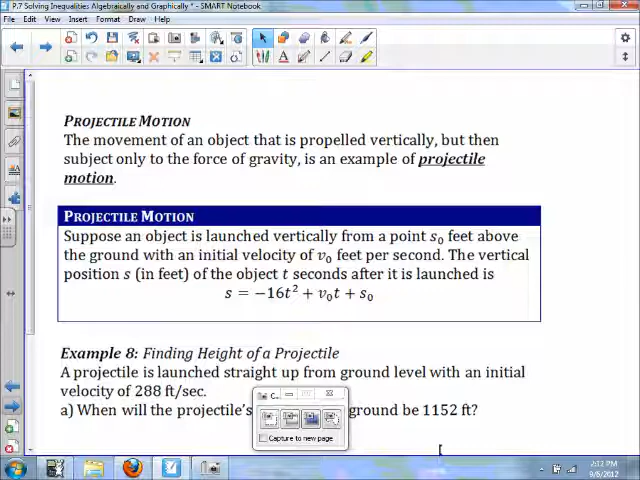 P.7 Solving Inequalities Algebraically and Graphically * - SMART Notebook
File Edit View Insert Format Draw Help
PROJECTILE MOTION
The movement of an object that is propelled vertically, but then
subject only to the force of gravity, is an example of projectile
motion.
PROJECTILE MOTION
Suppose an object is launched vertically from a point s₀ feet above
the ground with an initial velocity of v₀ feet per second. The vertical
position s (in feet) of the object t seconds after it is launched is
s = −16t² + v₀t + s₀
Example 8: Finding Height of a Projectile
A projectile is launched straight up from ground level with an initial
velocity of 288 ft/sec.
a) When will the projectile's ground be 1152 ft?
C...
Capture to new page
2:12 PM
9/6/2012